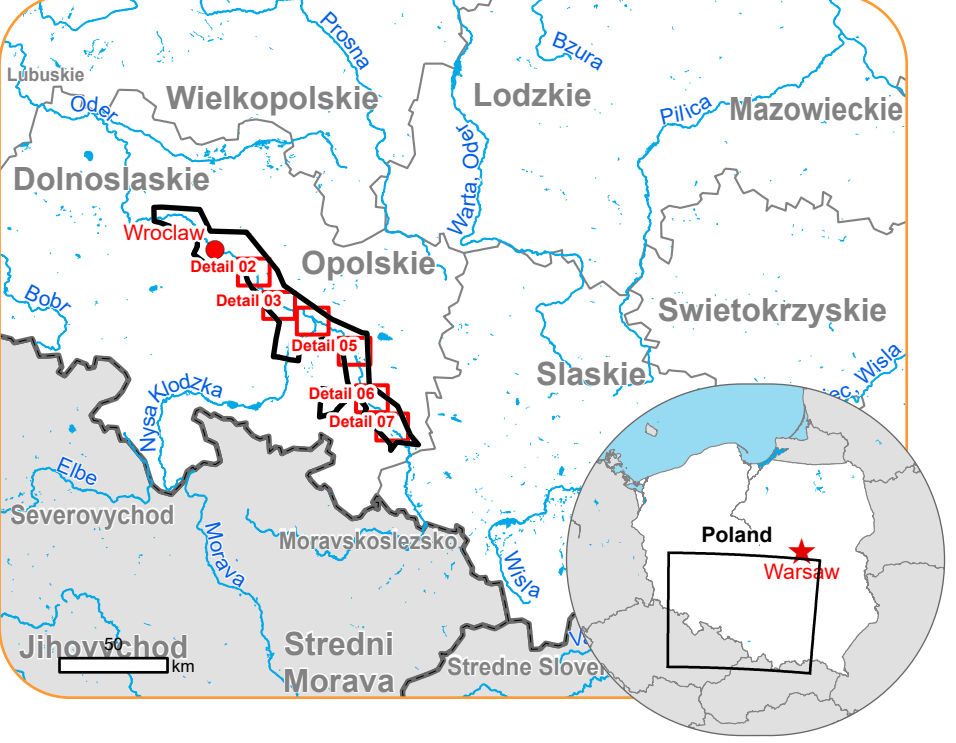 Prosna
Bzura
Lubuskie
Oder
Wielkopolskie
Lodzkie
Pilica
Mazowieckie
Warta, Oder
Dolnoslaskie
Wroclaw
Detail 02
Opolskie
Detail 03
Bobr
Swietokrzyskie
Detail 05
Slaskie
ec, Wisla
Nysa Klodzka
Detail 06
Detail 07
Elbe
Severovychod
Morava
Moravskoslezsko
Wisla
Poland
Warsaw
Jihovychod
50
km
Stredni
Morava
Stredne Sloven